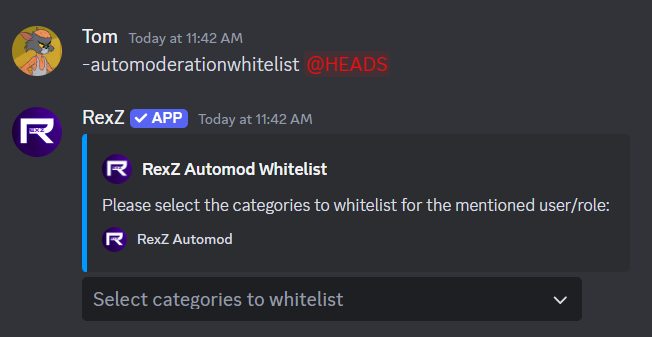 Tom Today at 11:42 AM
-automoderationwhitelist @HEADS
RexZ ✓ APP Today at 11:42 AM
RexZ Automod Whitelist
Please select the categories to whitelist for the mentioned user/role:
RexZ Automod
Select categories to whitelist